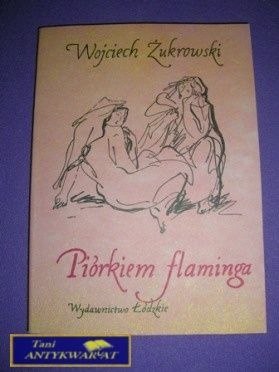 Wojciech Żukrowski
Piórkiem flaminga
Wydawnictwo Łódzkie
Tani
ANTYKWARIAT